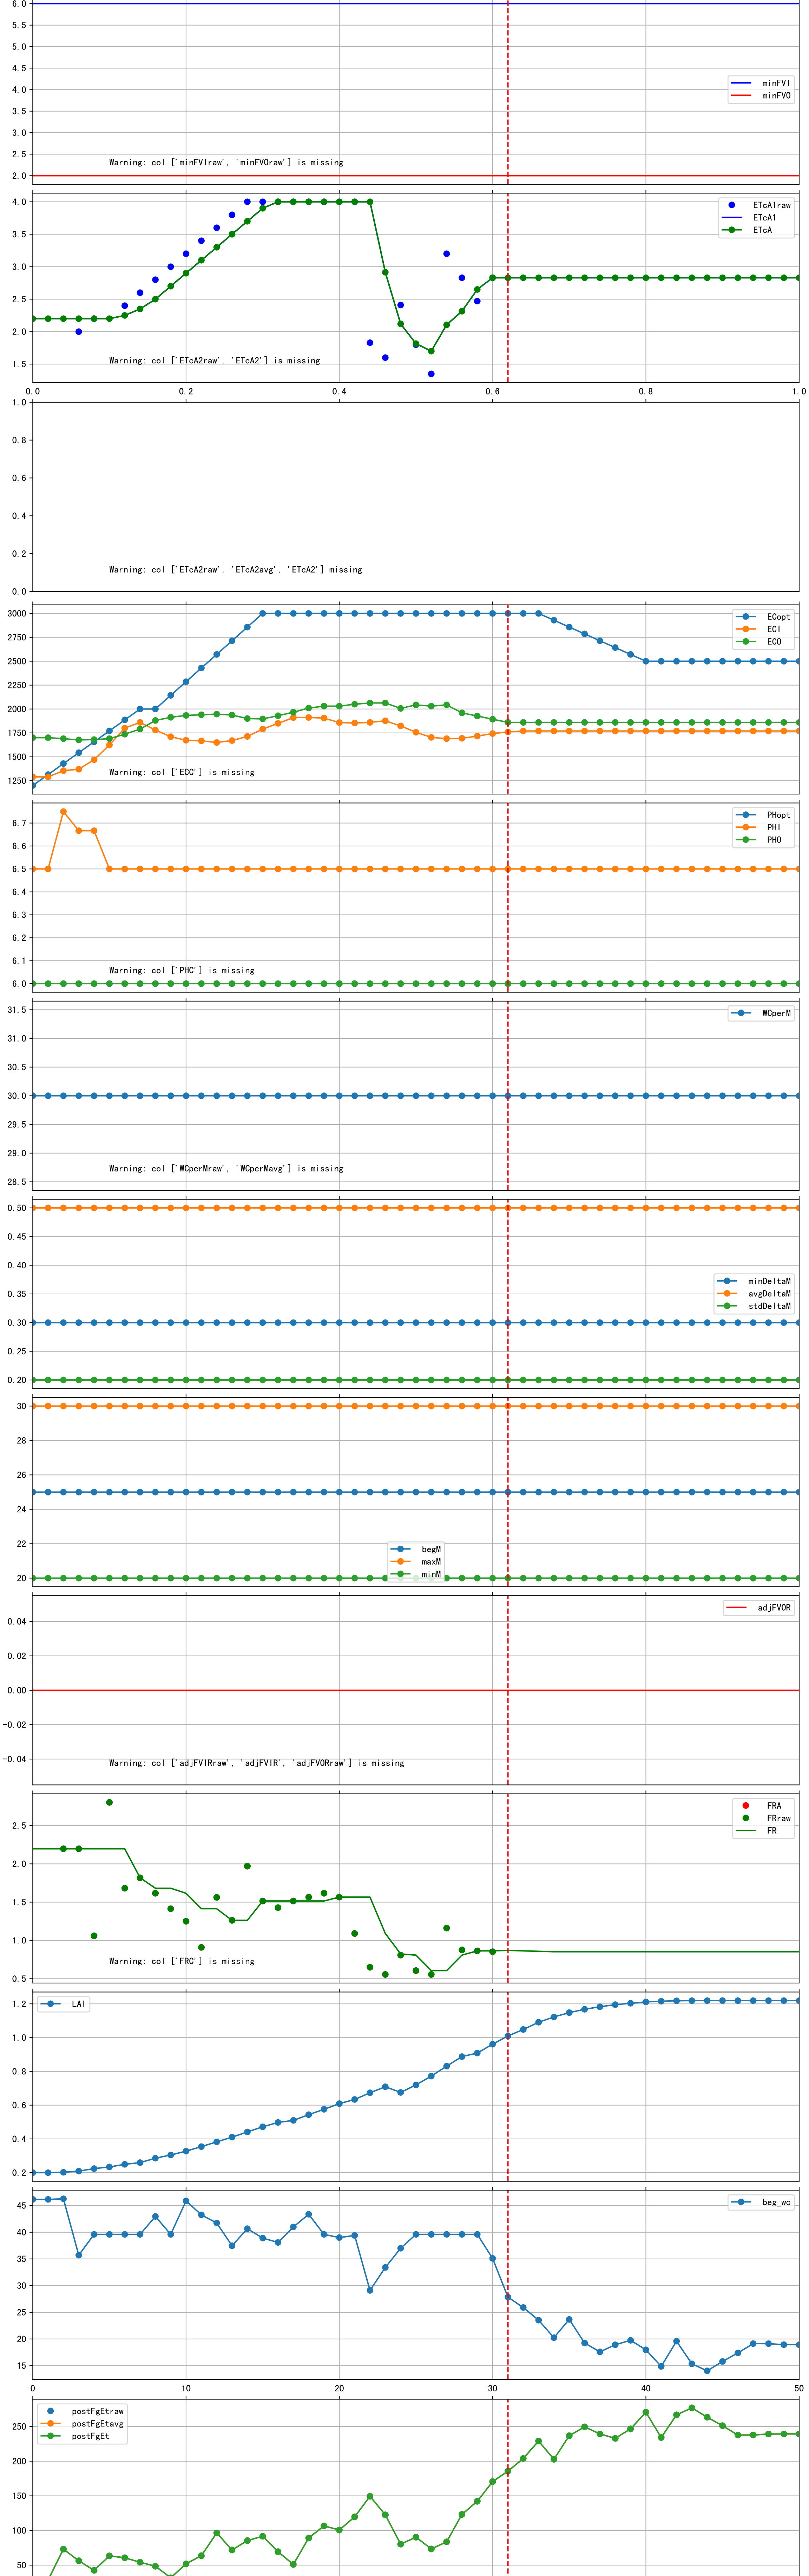 6.0
5.5
5.0
4.5
4.0
3.5
3.0
2.5
2.0
minFVI
minFVO
Warning: col ['minFVIraw', 'minFVOraw'] is missing
4.0
3.5
3.0
2.5
2.0
1.5
ETcA1raw
ETcA1
ETcA
Warning: col ['ETcA2raw', 'ETcA2'] is missing
0.0 0.2 0.4 0.6 0.8 1.0
1.0
0.8
0.6
0.4
0.2
0.0
Warning: col ['ETcA2raw', 'ETcA2avg', 'ETcA2'] missing
3000
2750
2500
2250
2000
1750
1500
1250
ECopt
ECI
ECO
Warning: col ['ECC'] is missing
6.7
6.6
6.5
6.4
6.3
6.2
6.1
6.0
PHopt
PHI
PHO
Warning: col ['PHC'] is missing
31.5
31.0
30.5
30.0
29.5
29.0
28.5
WCperM
Warning: col ['WCperMraw', 'WCperMavg'] is missing
0.50
0.45
0.40
0.35
0.30
0.25
0.20
minDeltaM
avgDeltaM
stdDeltaM
30
28
26
24
22
20
begM
maxM
minM
0.04
0.02
0.00
-0.02
-0.04
adjFVOR
Warning: col ['adjFVIRraw', 'adjFVIR', 'adjFVORraw'] is missing
2.5
2.0
1.5
1.0
0.5
FRA
FRraw
FR
Warning: col ['FRC'] is missing
1.2
1.0
0.8
0.6
0.4
0.2
LAI
45
40
35
30
25
20
15
beg_wc
0 10 20 30 40 50
250
200
150
100
50
postFgEtraw
postFgEtavg
postFgEt